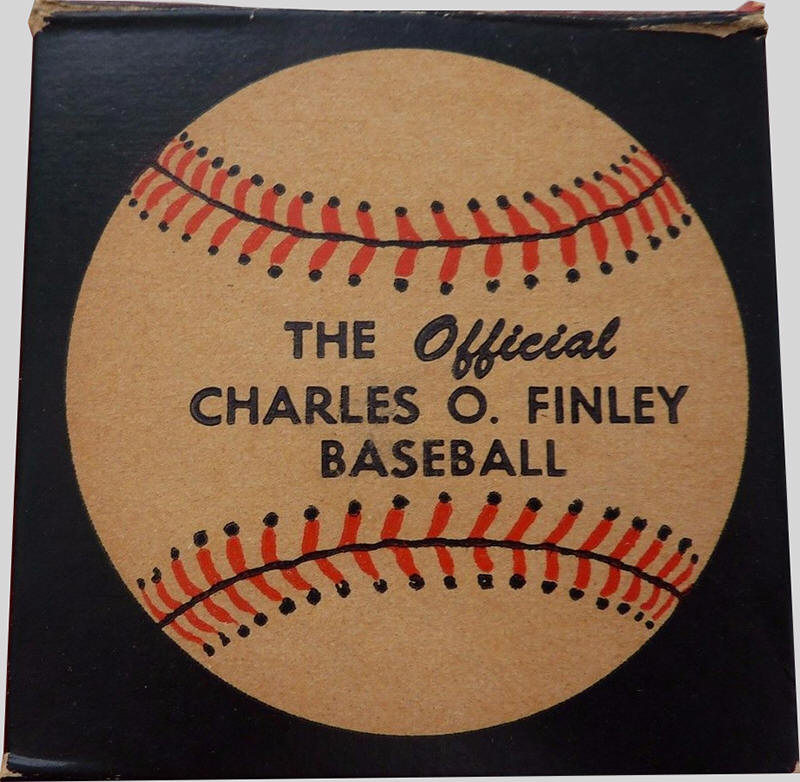 THE Official
CHARLES O. FINLEY
BASEBALL